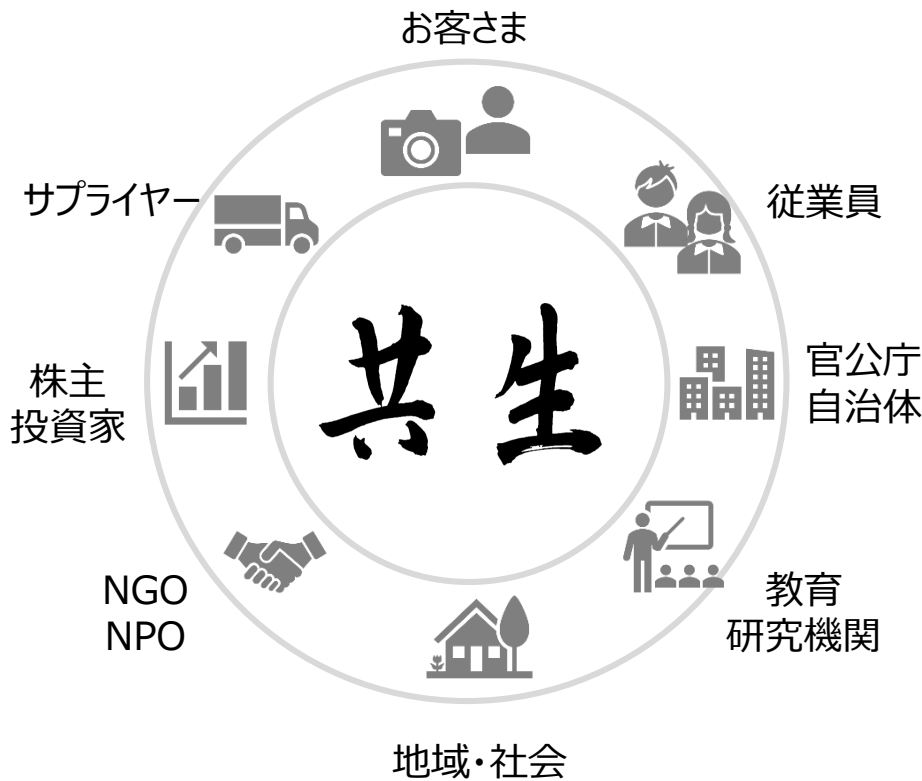 お客さま
サプライヤー
従業員
共生
株主
投資家
官公庁
自治体
NGO
NPO
教育
研究機関
地域・社会